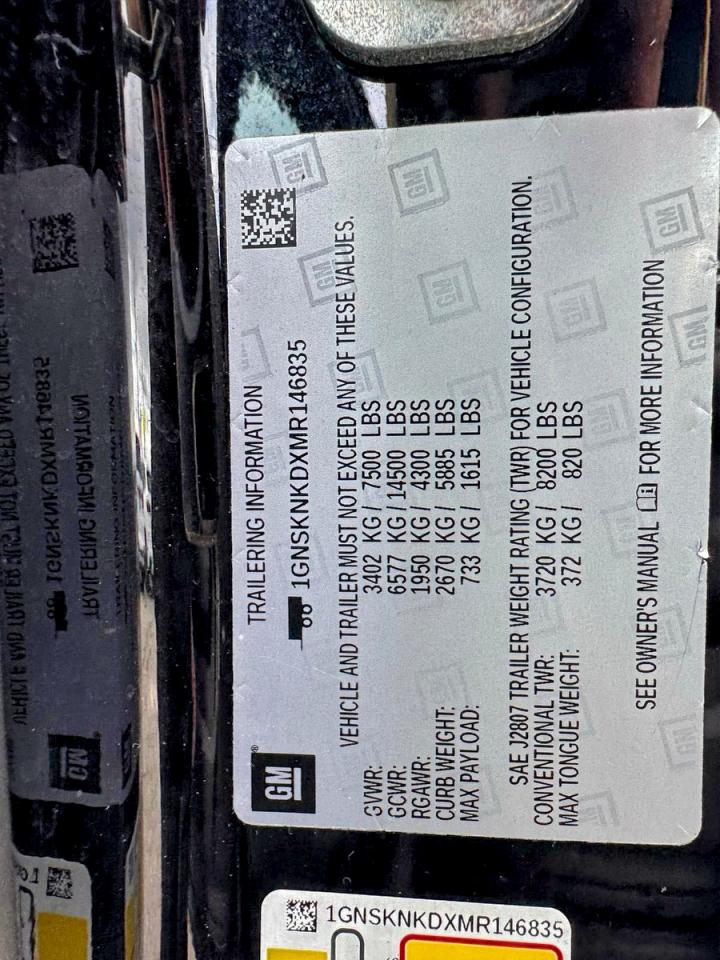 GM
TRAILERING INFORMATION
1GNSKNKDXMR146835
VEHICLE AND TRAILER MUST NOT EXCEED ANY OF THESE VALUES.
GVWR: 3402 KG / 7500 LBS
GCWR: 6577 KG / 14500 LBS
RGAWR: 1950 KG / 4300 LBS
CURB WEIGHT: 2670 KG / 5885 LBS
MAX PAYLOAD: 733 KG / 1615 LBS
SAE J2807 TRAILER WEIGHT RATING (TWR) FOR VEHICLE CONFIGURATION.
CONVENTIONAL TWR: 3720 KG / 8200 LBS
MAX TONGUE WEIGHT: 372 KG / 820 LBS
SEE OWNER'S MANUAL FOR MORE INFORMATION
1GNSKNKDXMR146835